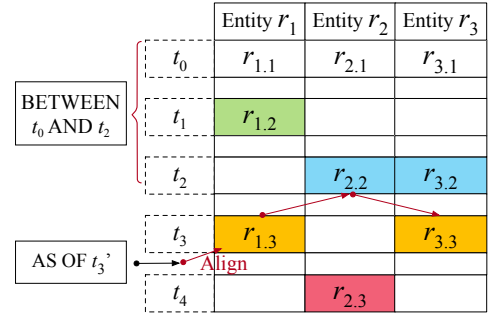 Entity r₁ Entity r₂ Entity r₃
t₀ r₁.₁ r₂.₁ r₃.₁
BETWEEN
t₀ AND t₂
t₁ r₁.₂
t₂ r₂.₂ r₃.₂
t₃ r₁.₃ r₃.₃
AS OF t₃’
Align
t₄ r₂.₃